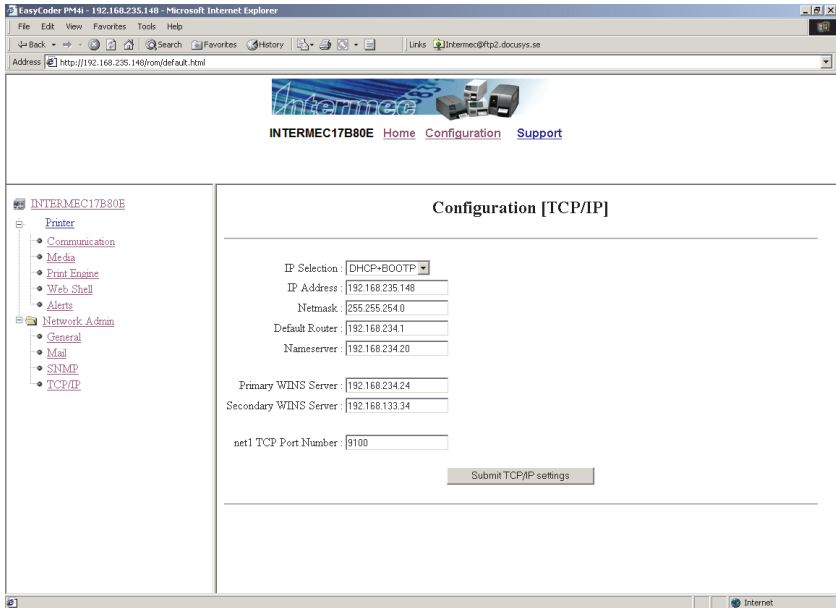 EasyCoder PM4i - 192.168.235.148 - Microsoft Internet Explorer
File Edit View Favorites Tools Help
Back Search Favorites History Links Intermec@ftp2.docusys.se
Address http://192.168.235.148/rom/default.html
Intermec
INTERMEC17B80E Home Configuration Support
INTERMEC17B80E
Printer
Communication
Media
Print Engine
Web Shell
Alerts
Network Admin
General
Mail
SNMP
TCP/IP
Configuration [TCP/IP]
IP Selection : DHCP+BOOTP
IP Address : 192.168.235.148
Netmask : 255.255.254.0
Default Router : 192.168.234.1
Nameserver : 192.168.234.20
Primary WINS Server : 192.168.234.24
Secondary WINS Server : 192.168.133.34
net1 TCP Port Number : 9100
Submit TCP/IP settings
Internet